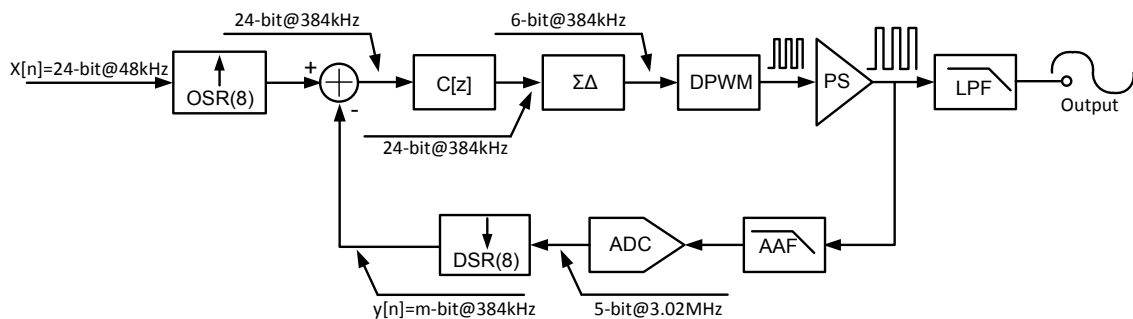 24-bit@384kHz
6-bit@384kHz
X[n]=24-bit@48kHz
OSR(8)
+
-
C[z]
ΣΔ
DPWM
PS
LPF
Output
24-bit@384kHz
DSR(8)
ADC
AAF
y[n]=m-bit@384kHz
5-bit@3.02MHz